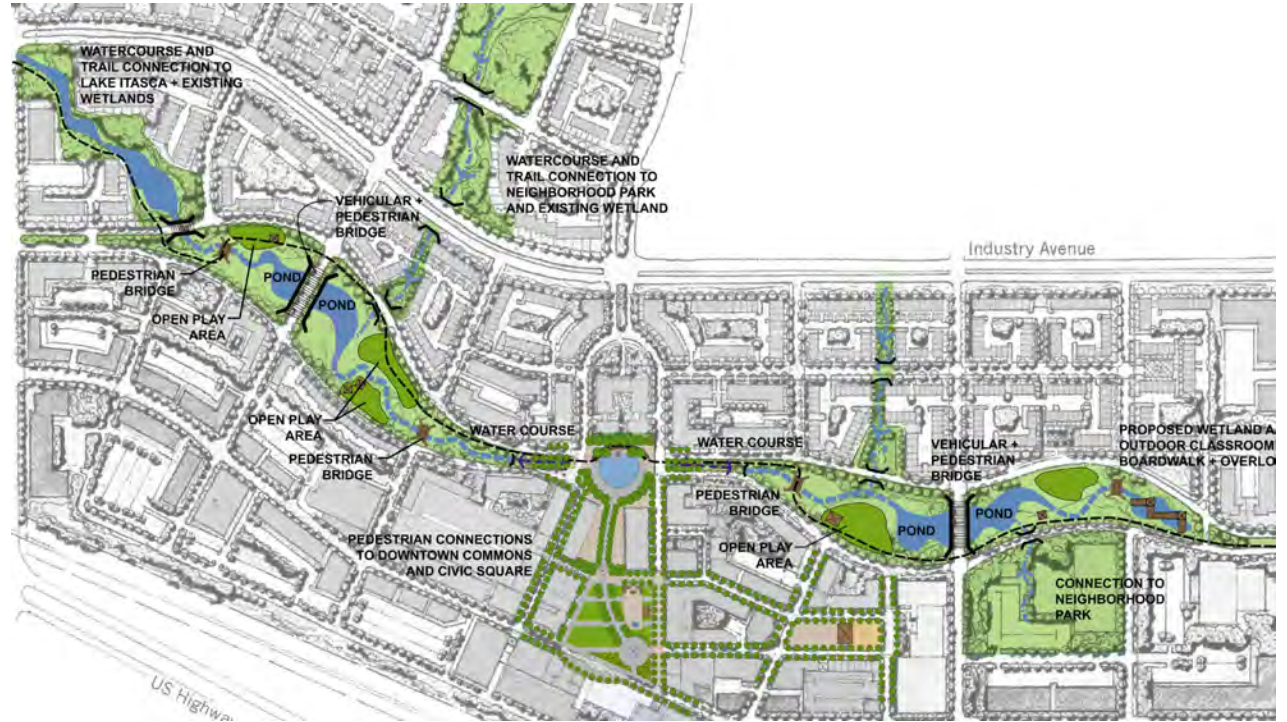 WATERCOURSE AND
TRAIL CONNECTION TO
LAKE ITASCA + EXISTING
WETLANDS
WATERCOURSE AND
TRAIL CONNECTION TO
NEIGHBORHOOD PARK
AND EXISTING WETLAND
VEHICULAR +
PEDESTRIAN
BRIDGE
Industry Avenue
PEDESTRIAN
BRIDGE
POND
POND
OPEN PLAY
AREA
OPEN PLAY
AREA
PEDESTRIAN
BRIDGE
WATER COURSE
WATER COURSE
VEHICULAR +
PEDESTRIAN
BRIDGE
PROPOSED WETLAND A
OUTDOOR CLASSROOM
BOARDWALK + OVERLO
PEDESTRIAN
BRIDGE
OPEN PLAY
AREA
POND
POND
PEDESTRIAN CONNECTIONS
TO DOWNTOWN COMMONS
AND CIVIC SQUARE
CONNECTION TO
NEIGHBORHOOD
PARK
US Highway